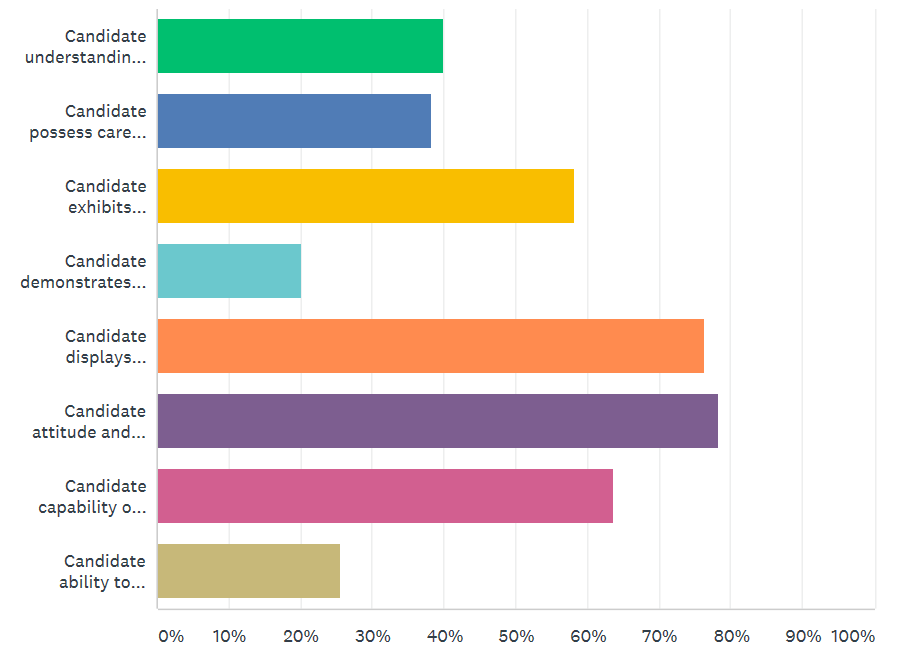 Candidate
understandin...
Candidate
possess care...
Candidate
exhibits...
Candidate
demonstrates...
Candidate
displays...
Candidate
attitude and...
Candidate
capability o...
Candidate
ability to...
0% 10% 20% 30% 40% 50% 60% 70% 80% 90% 100%